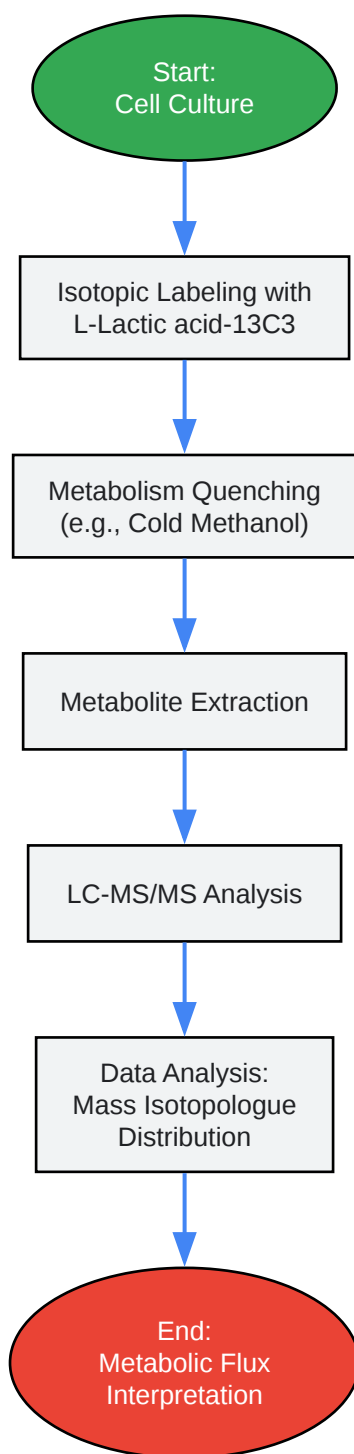 Start:
Cell Culture
Isotopic Labeling with
L-Lactic acid-13C3
Metabolism Quenching
(e.g., Cold Methanol)
Metabolite Extraction
LC-MS/MS Analysis
Data Analysis:
Mass Isotopologue
Distribution
End:
Metabolic Flux
Interpretation